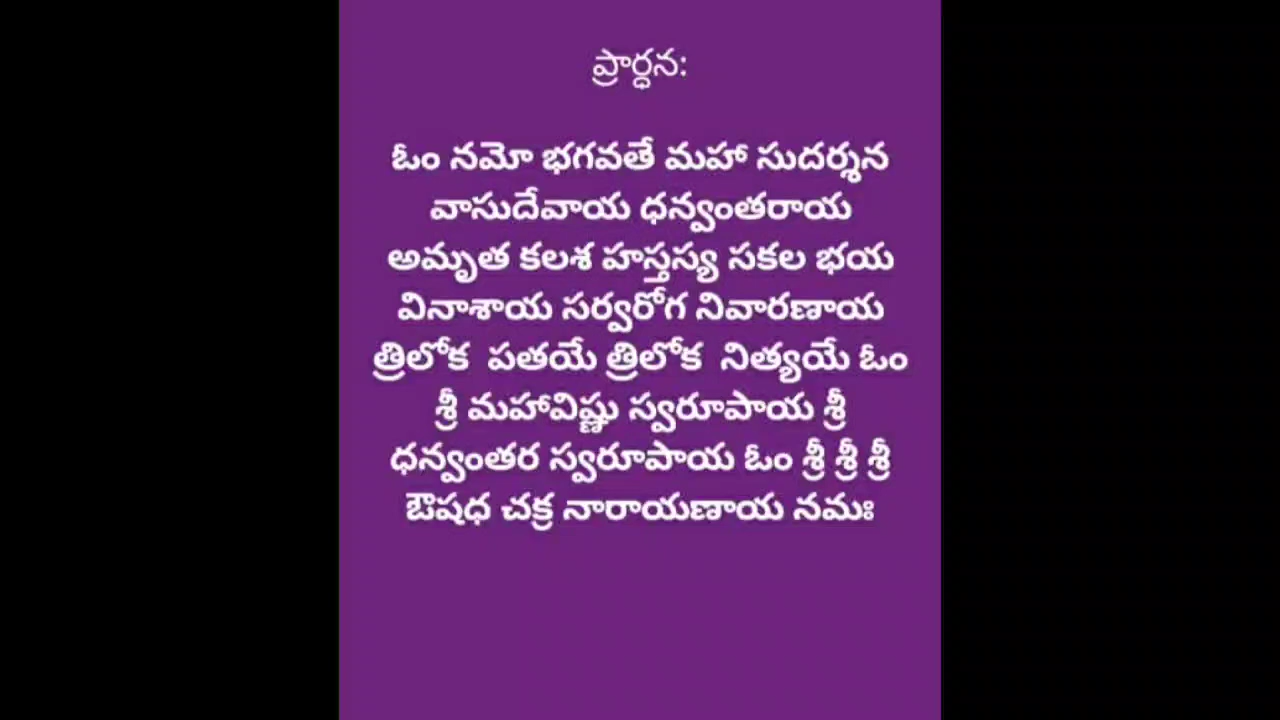 ప్రార్ధన:
ఓం నమో భగవతే మహా సుదర్శన
వాసుదేవాయ ధన్వంతరాయ
అమృత కలశ హస్తస్య సకల భయ
వినాశాయ సర్వరోగ నివారణాయ
త్రిలోక పతయే త్రిలోక నిత్యయే ఓం
శ్రీ మహావిష్ణు స్వరూపాయ శ్రీ
ధన్వంతర స్వరూపాయ ఓం శ్రీ శ్రీ శ్రీ
ఔషధ చక్ర నారాయణాయ నమః